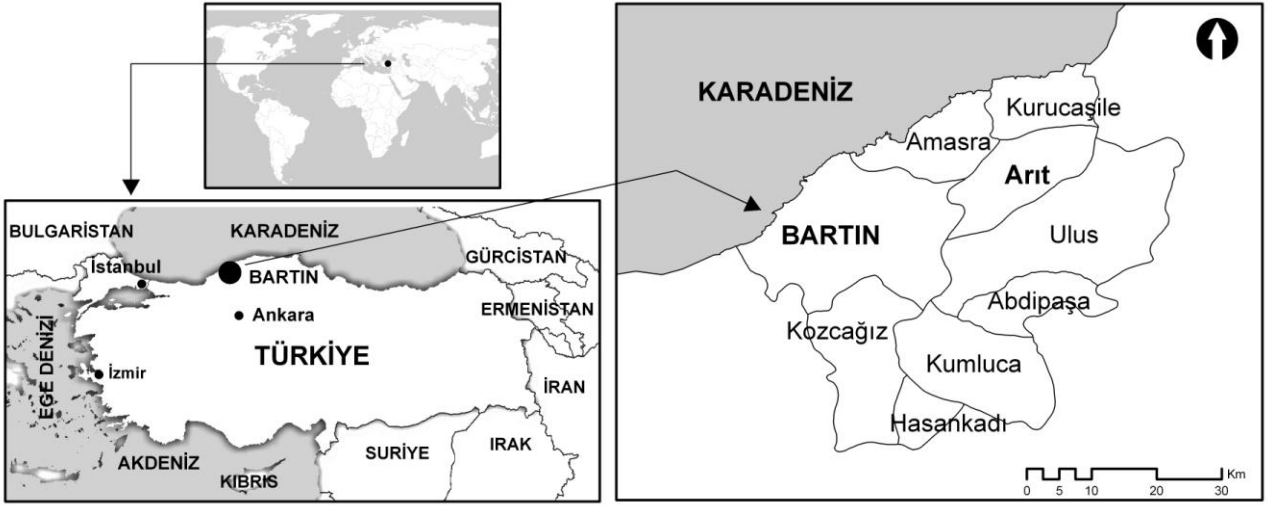 BULGARİSTAN
KARADENİZ
İstanbul
BARTIN
GÜRCİSTAN
ERMENİSTAN
Ankara
TÜRKİYE
EGE DENİZİ
İzmir
İRAN
AKDENİZ
KIBRIS
SURİYE
IRAK
KARADENİZ
Kurucaşile
Amasra
Arıt
BARTIN
Ulus
Abdipaşa
Kozcağız
Kumluca
Hasankadı
Km
0 5 10 20 30